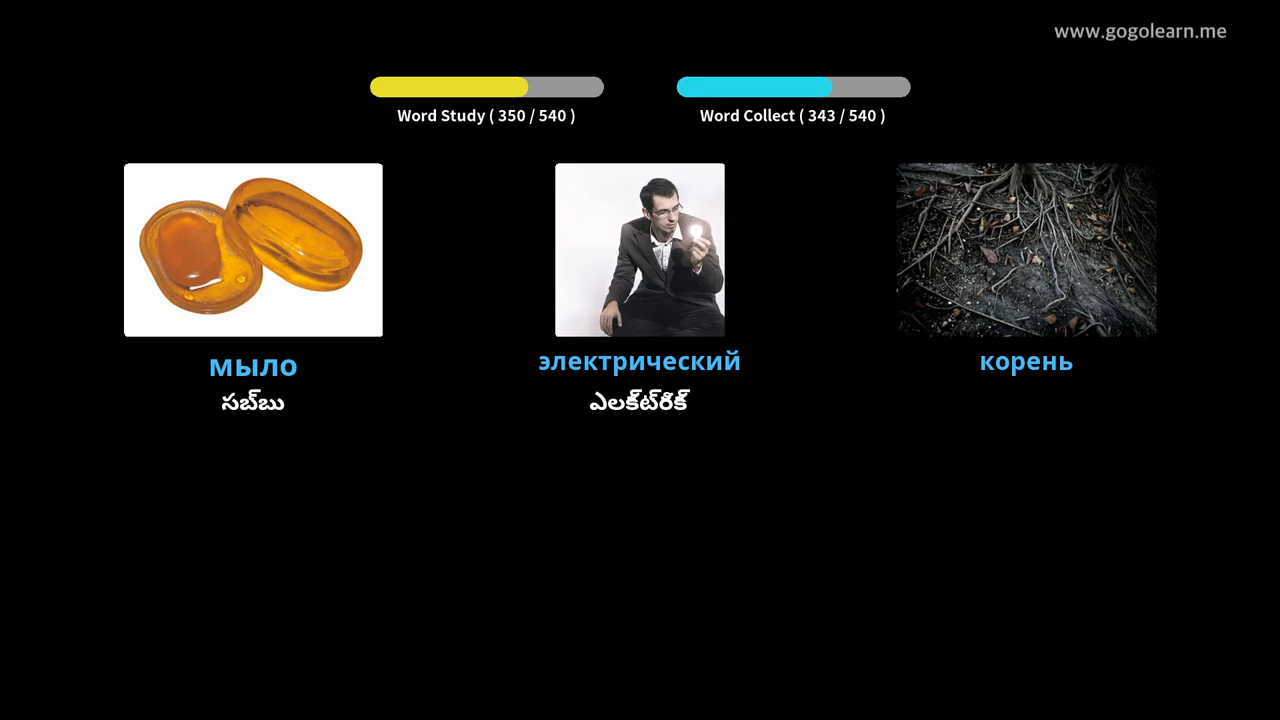 www.gogolearn.me
Word Study ( 350 / 540 )
Word Collect ( 343 / 540 )
мыло
электрический
корень
సబ్‌బు
ఎలక్‌ట్‌రిక్